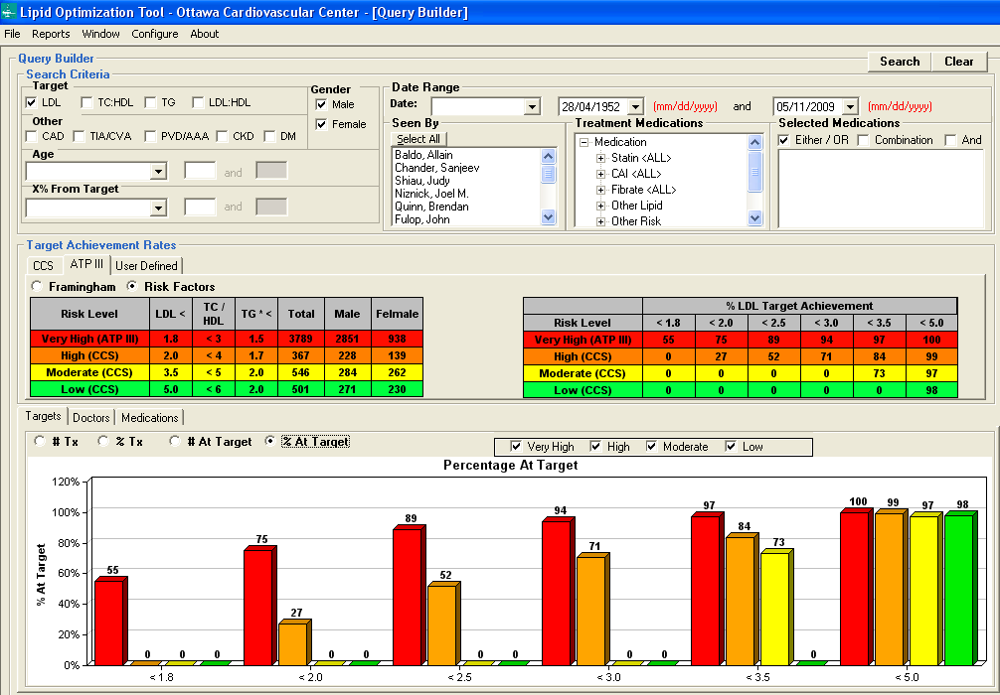 Lipid Optimization Tool - Ottawa Cardiovascular Center - [Query Builder]
File Reports Window Configure About
Query Builder
Search Clear
Search Criteria
Target
LDL TC:HDL TG LDL:HDL
Other
CAD TIA/CVA PVD/AAA CKD DM
Age
and
X% From Target
and
Gender
Male
Female
Date Range
Date: 28/04/1952 (mm/dd/yyyy) and 05/11/2009 (mm/dd/yyyy)
Seen By
Select All
Baldo, Allain
Chander, Sanjeev
Shiau, Judy
Niznick, Joel M.
Quinn, Brendan
Fulop, John
Treatment Medications
Medication
Statin <ALL>
CAI <ALL>
Fibrate <ALL>
Other Lipid
Other Risk
Selected Medications
Either / OR Combination And
Target Achievement Rates
CCS ATP III User Defined
Framingham Risk Factors
Risk Level LDL < TC / HDL TG * < Total Male Felmale
Very High (ATP III) 1.8 < 3 1.5 3789 2851 938
High (CCS) 2.0 < 4 1.7 367 228 139
Moderate (CCS) 3.5 < 5 2.0 546 284 262
Low (CCS) 5.0 < 6 2.0 501 271 230
% LDL Target Achievement
Risk Level < 1.8 < 2.0 < 2.5 < 3.0 < 3.5 < 5.0
Very High (ATP III) 55 75 89 94 97 100
High (CCS) 0 27 52 71 84 99
Moderate (CCS) 0 0 0 0 73 97
Low (CCS) 0 0 0 0 0 98
Targets Doctors Medications
# Tx % Tx # At Target % At Target
Very High High Moderate Low
Percentage At Target
% At Target
120%
100%
80%
60%
40%
20%
0%
55 0 0 0
75 27 0 0
89 52 0 0
94 71 0 0
97 84 73 0
100 99 97 98
< 1.8 < 2.0 < 2.5 < 3.0 < 3.5 < 5.0